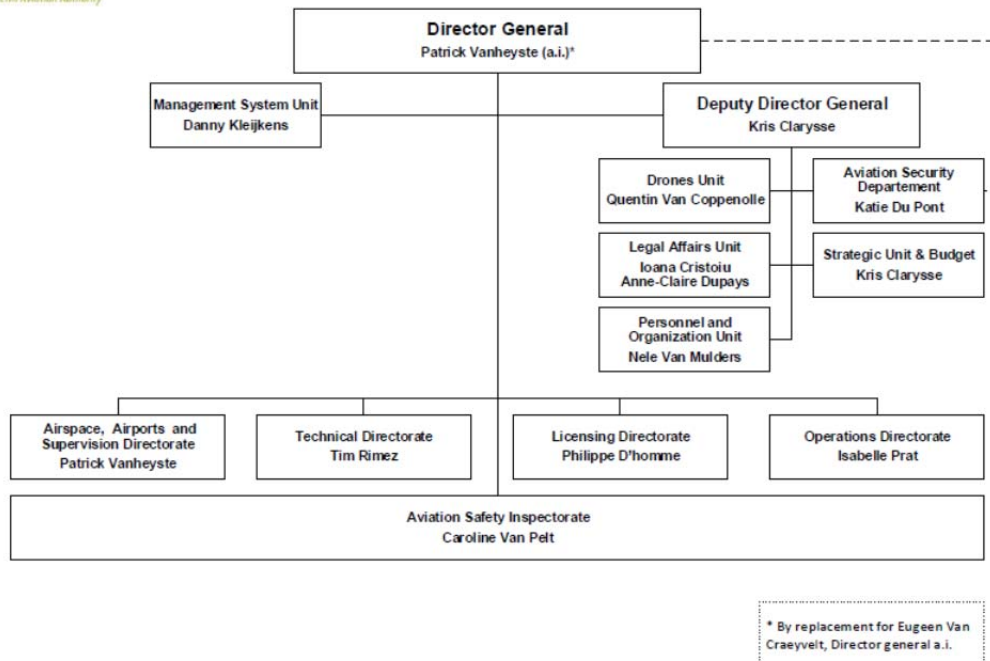 Director General
Patrick Vanheyste (a.i.)*
Management System Unit
Danny Kleijkens
Deputy Director General
Kris Clarysse
Drones Unit
Quentin Van Coppenolle
Aviation Security
Departement
Katie Du Pont
Legal Affairs Unit
Ioana Cristoiu
Anne-Claire Dupays
Strategic Unit & Budget
Kris Clarysse
Personnel and
Organization Unit
Nele Van Mulders
Airspace, Airports and
Supervision Directorate
Patrick Vanheyste
Technical Directorate
Tim Rimez
Licensing Directorate
Philippe D'homme
Operations Directorate
Isabelle Prat
Aviation Safety Inspectorate
Caroline Van Pelt
* By replacement for Eugeen Van
Craeyvelt, Director general a.i.